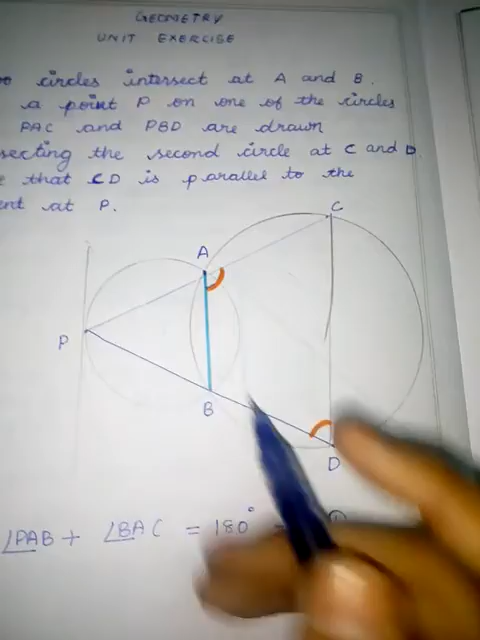 GEOMETRY
UNIT EXERCISE
circles intersect at A and B.
a point P on one of the circles
PAC and PBD are drawn
secting the second circle at C and D
that CD is parallel to the
at P.
C
A
P
B
D
∠PAB + ∠BAC = 180°